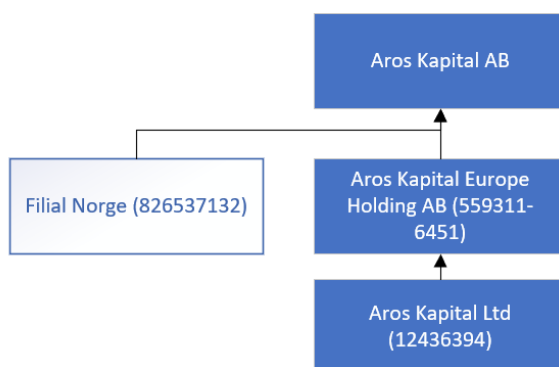 Aros Kapital AB
Filial Norge (826537132)
Aros Kapital Europe
Holding AB (559311-
6451)
Aros Kapital Ltd
(12436394)